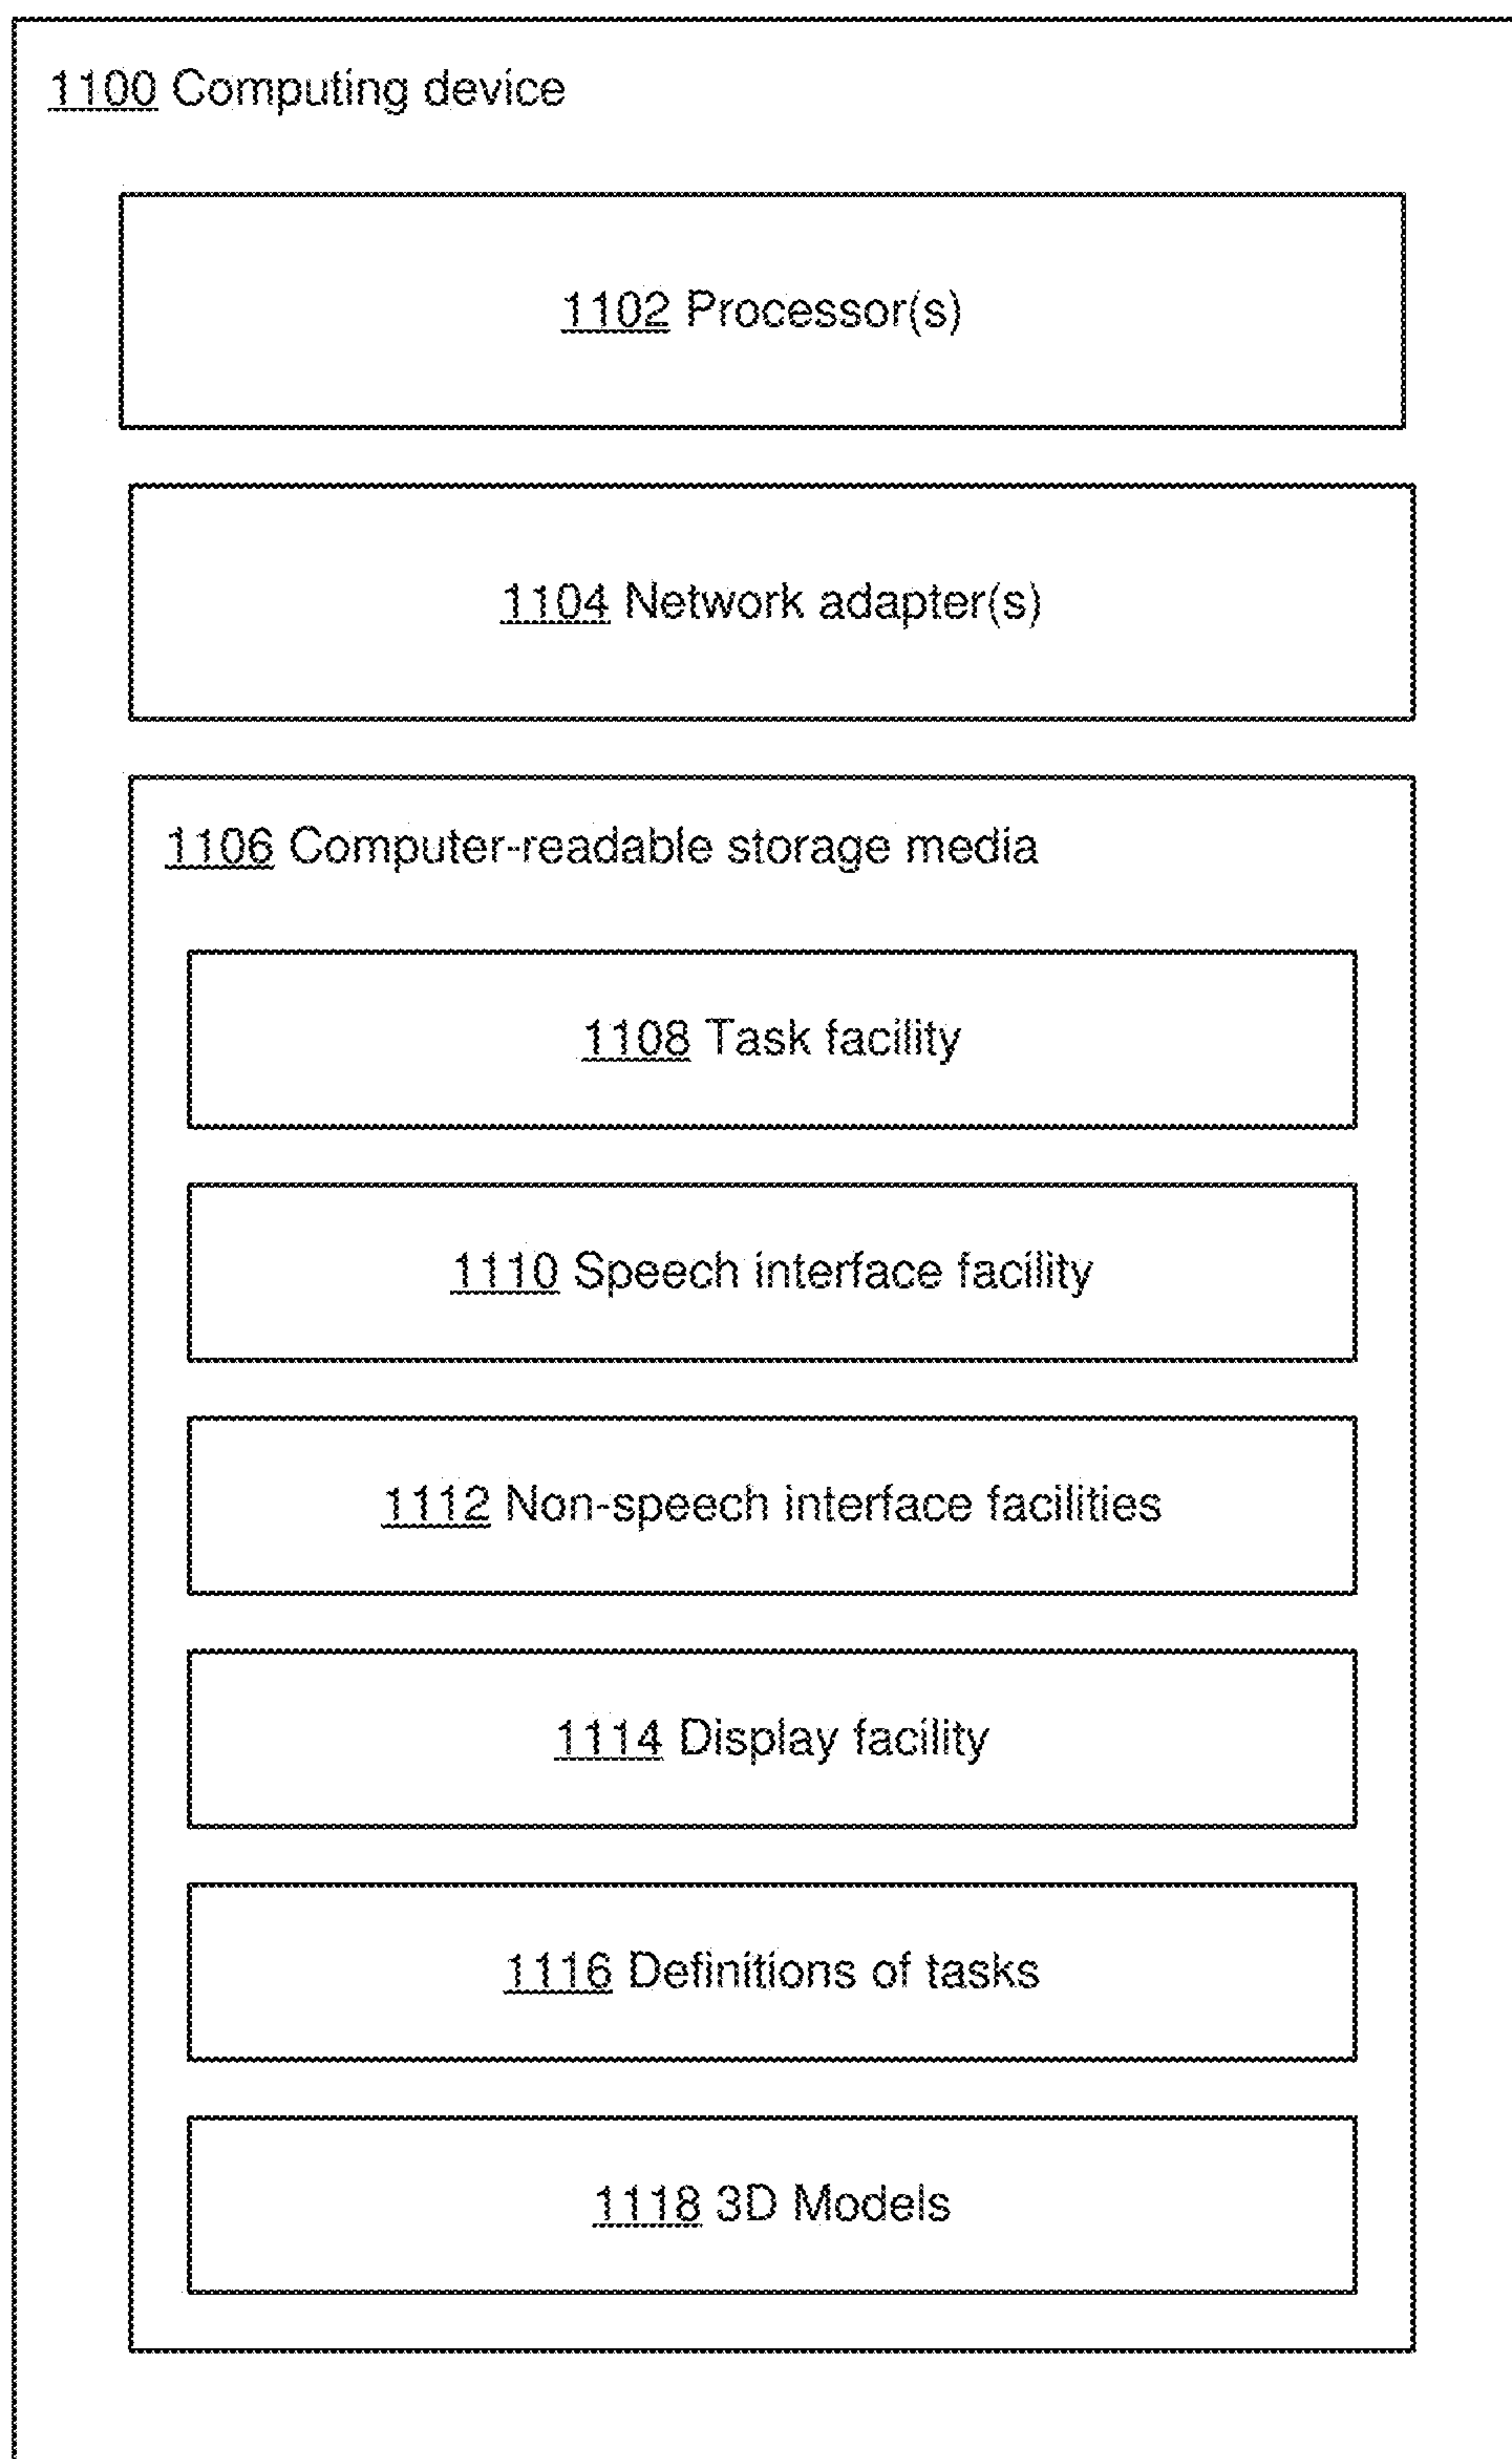 1100 Computing device
1102 Processor(s)
1104 Network adapter(s)
1106 Computer-readable storage media
1108 Task facility
1110 Speech interface facility
1112 Non-speech interface facilities
1114 Display facility
1116 Definitions of tasks
1118 3D Models